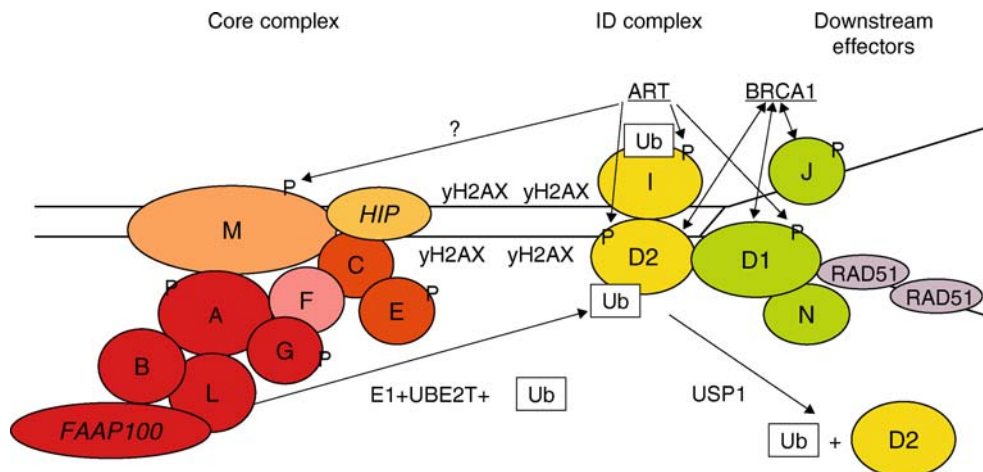 Core complex
ID complex
Downstream
effectors
ART
BRCA1
?
Ub
P
P
J
I
P
yH2AX yH2AX
HIP
M
P
P
C
yH2AX yH2AX
D2
D1
RAD51
RAD51
P
F
P
A
E
Ub
N
G
P
B
L
E1+UBE2T+ Ub
USP1
FAAP100
Ub + D2